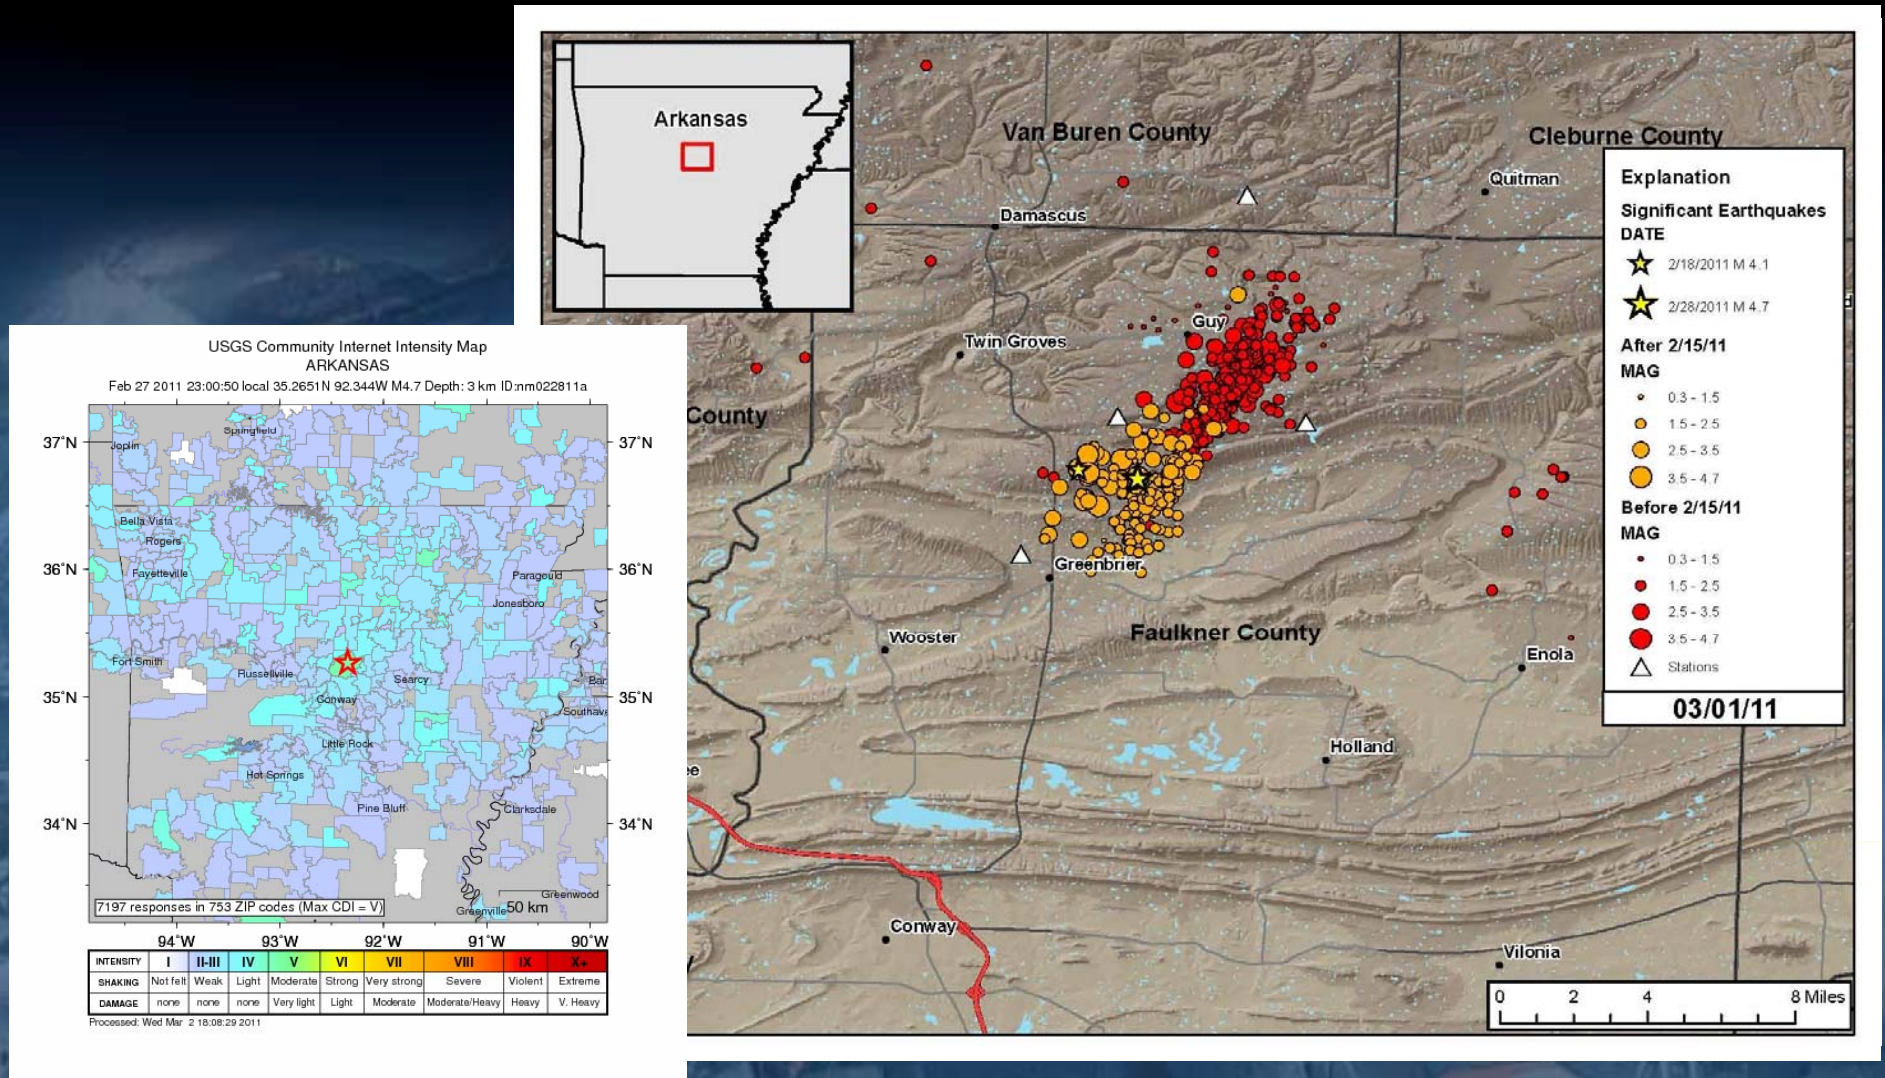 USGS Community Internet Intensity Map
ARKANSAS
Feb 27 2011 23:00:50 local 35.2651N 92.344W M4.7 Depth: 3 km ID:nm022811a
37°N
37°N
36°N
36°N
35°N
35°N
34°N
34°N
Springfield
Joplin
Bella Vista
Rogers
Fayetteville
Paragould
Jonesboro
Fort Smith
Russellville
Searcy
Bar
Conway
Southav
Little Rock
Hot Springs
Pine Bluff
Clarksdale
Greenwood
Greenville
50 km
7197 responses in 753 ZIP codes (Max CDI = V)
94°W 93°W 92°W 91°W 90°W
INTENSITY I II-III IV V VI VII VIII IX X+
SHAKING Not felt Weak Light Moderate Strong Very strong Severe Violent Extreme
DAMAGE none none none Very light Light Moderate Moderate/Heavy Heavy V. Heavy
Processed: Wed Mar 2 18:08:29 2011
Arkansas
Van Buren County
Cleburne County
Quitman
Damascus
Guy
Twin Groves
County
Greenbrier
Wooster
Faulkner County
Enola
Holland
ee
Conway
Vilonia
Explanation
Significant Earthquakes
DATE
2/18/2011 M 4.1
2/28/2011 M 4.7
After 2/15/11
MAG
0.3 - 1.5
1.5 - 2.5
2.5 - 3.5
3.5 - 4.7
Before 2/15/11
MAG
0.3 - 1.5
1.5 - 2.5
2.5 - 3.5
3.5 - 4.7
Stations
03/01/11
0 2 4 8 Miles